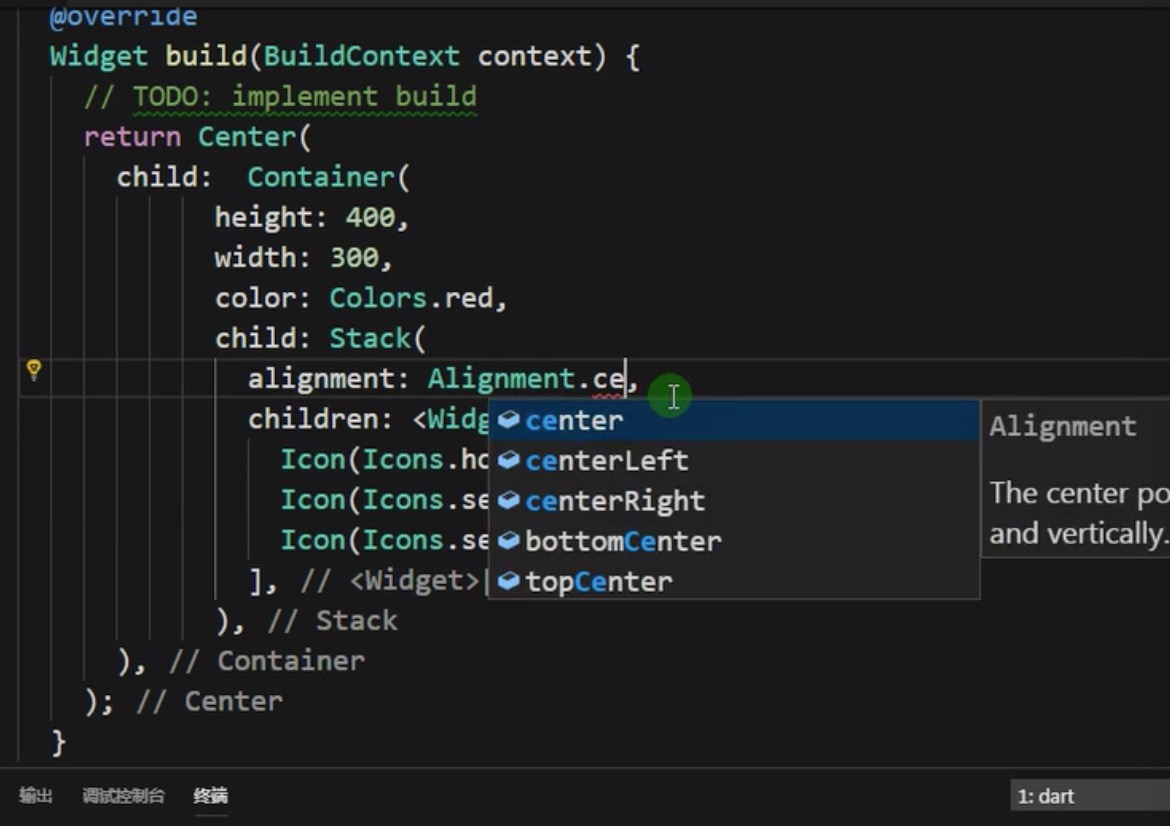 @override
Widget build(BuildContext context) {
// TODO: implement build
return Center(
child:  Container(
height: 400,
width: 300,
color: Colors.red,
child: Stack(
alignment: Alignment.ce,
children: <Widg
center
Alignment
Icon(Icons.ho
centerLeft
Icon(Icons.se
centerRight
The center po
Icon(Icons.se
bottomCenter
and vertically.
], // <Widget>[
topCenter
), // Stack
), // Container
); // Center
}
输出 调试控制台 终端
1: dart